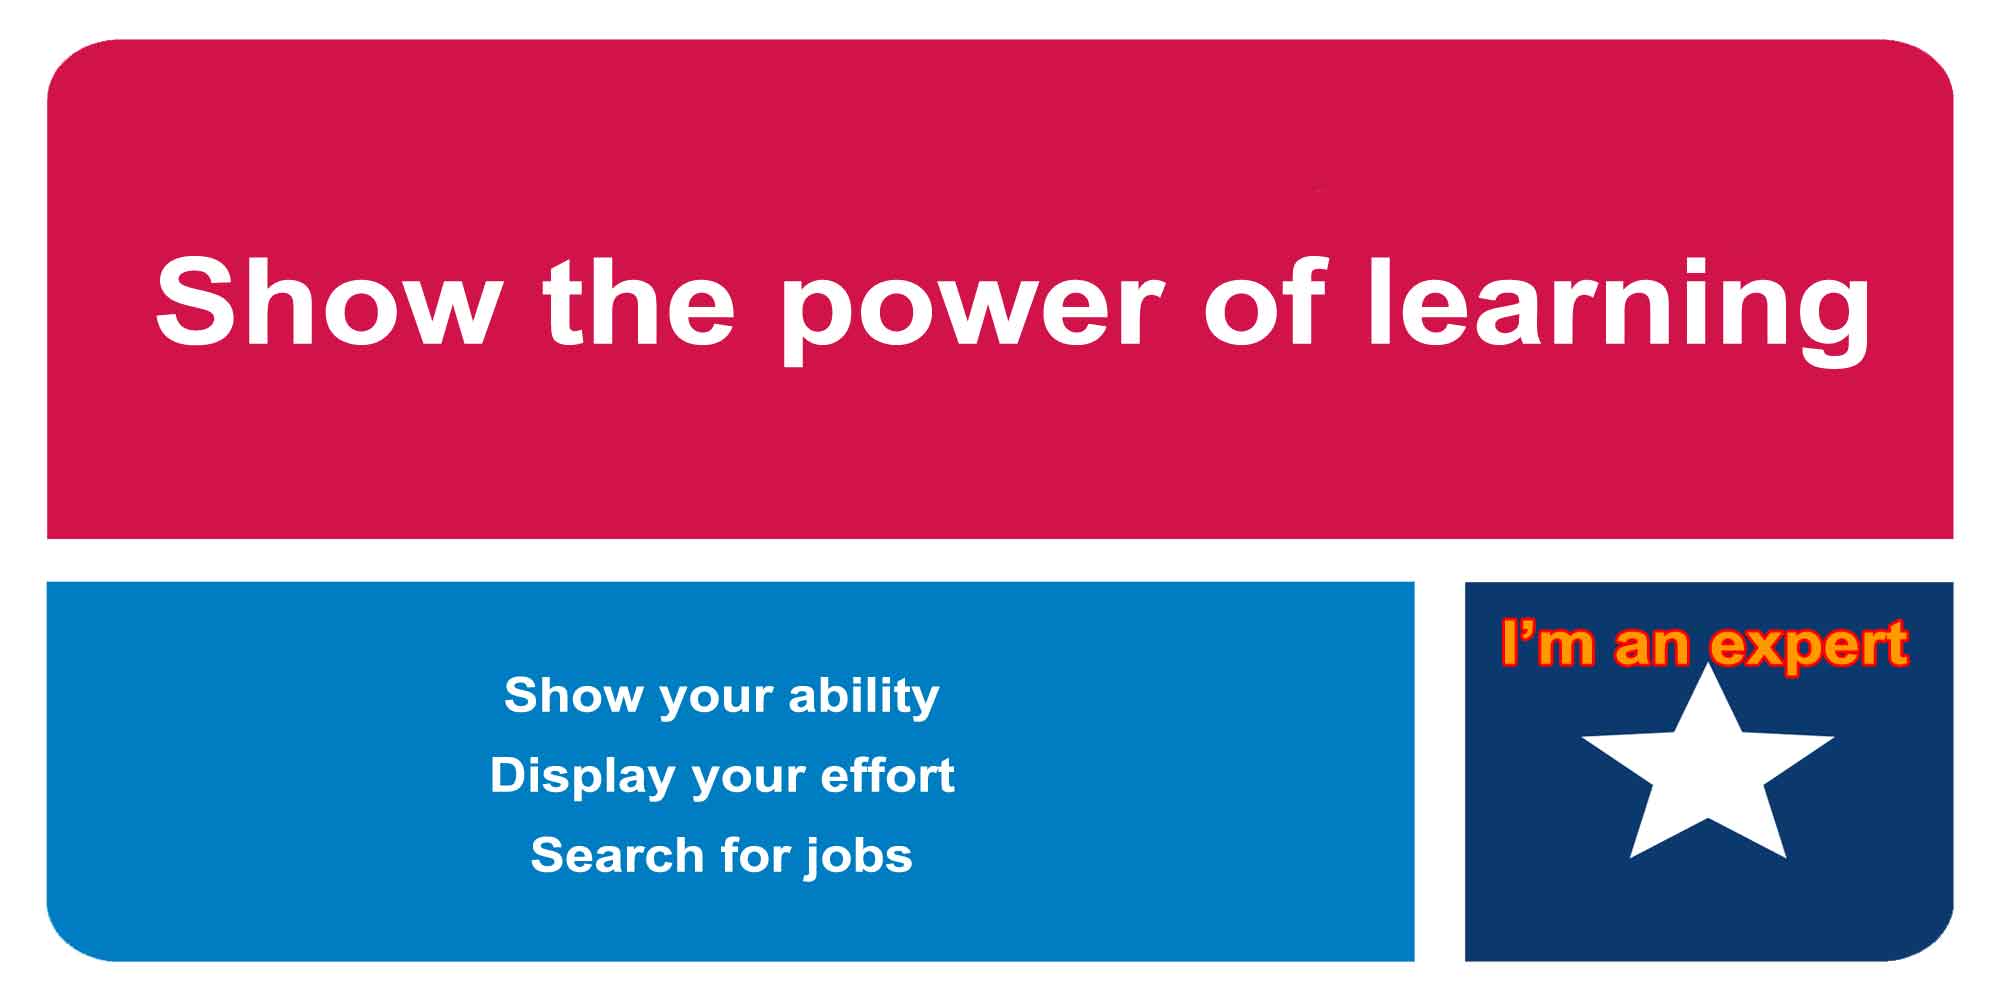 Show the power of learning
Show your ability
Display your effort
Search for jobs
I’m an expert